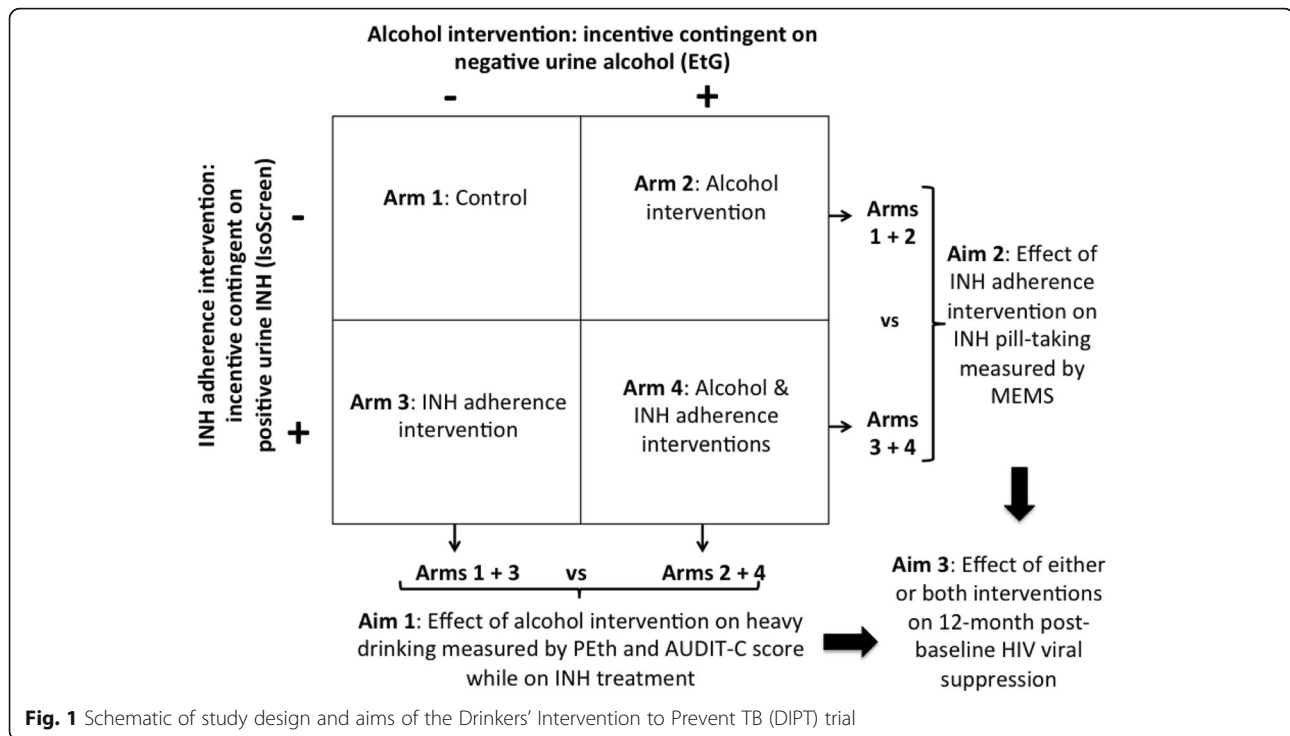 Alcohol intervention: incentive contingent on
negative urine alcohol (EtG)
-
+
INH adherence intervention:
incentive contingent on
positive urine INH (IsoScreen)
-
+
Arm 1: Control
Arm 2: Alcohol
intervention
Arm 3: INH adherence
intervention
Arm 4: Alcohol &
INH adherence
interventions
Arms
1 + 2
vs
Arms
3 + 4
Aim 2: Effect of
INH adherence
intervention on
INH pill-taking
measured by
MEMS
Arms 1 + 3 vs Arms 2 + 4
Aim 1: Effect of alcohol intervention on heavy
drinking measured by PEth and AUDIT-C score
while on INH treatment
Aim 3: Effect of either
or both interventions
on 12-month post-
baseline HIV viral
suppression
Fig. 1 Schematic of study design and aims of the Drinkers' Intervention to Prevent TB (DIPT) trial